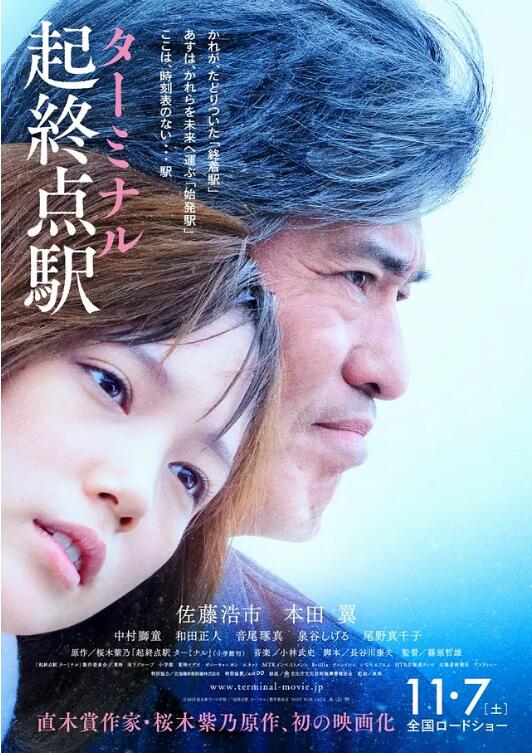 ターミナル
起終点駅
かれが、たどりついた「終着駅」
あすは、かれらを未来へ運ぶ「始発駅」
ここは、時刻表のない・・・駅
佐藤浩市 本田 翼
中村獅童 和田正人 音尾琢真 泉谷しげる 尾野真千子
原作／桜木紫乃「起終点駅 ターミナル」（小学館刊） 音楽／小林武史 脚本／長谷川康夫 監督／篠原哲雄
www.terminal-movie.jp
11・7［土］
全国ロードショー
直木賞作家・桜木紫乃原作、初の映画化